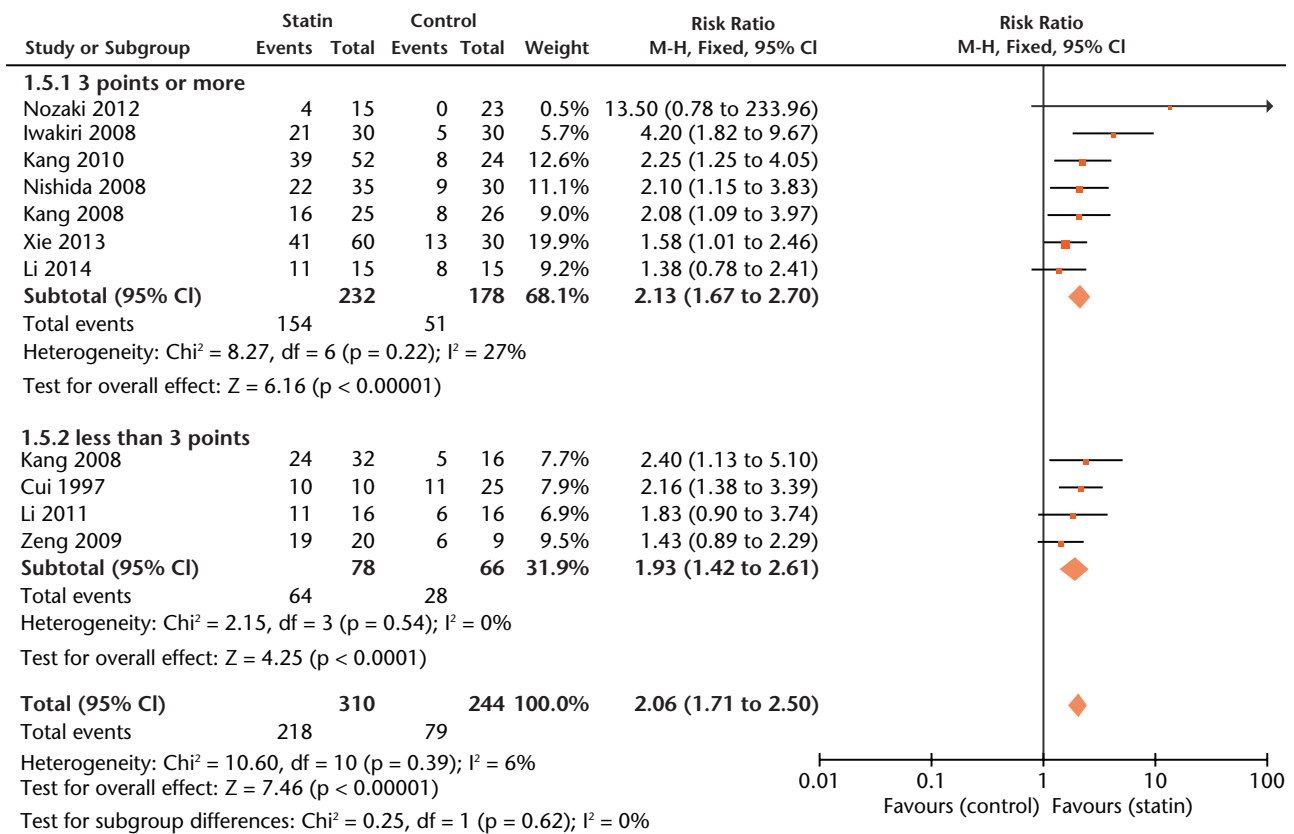 Statin Control Risk Ratio Risk Ratio
Study or Subgroup Events Total Events Total Weight M-H, Fixed, 95% CI M-H, Fixed, 95% CI
1.5.1 3 points or more
Nozaki 2012 4 15 0 23 0.5% 13.50 (0.78 to 233.96)
Iwakiri 2008 21 30 5 30 5.7% 4.20 (1.82 to 9.67)
Kang 2010 39 52 8 24 12.6% 2.25 (1.25 to 4.05)
Nishida 2008 22 35 9 30 11.1% 2.10 (1.15 to 3.83)
Kang 2008 16 25 8 26 9.0% 2.08 (1.09 to 3.97)
Xie 2013 41 60 13 30 19.9% 1.58 (1.01 to 2.46)
Li 2014 11 15 8 15 9.2% 1.38 (0.78 to 2.41)
Subtotal (95% CI) 232 178 68.1% 2.13 (1.67 to 2.70)
Total events 154 51
Heterogeneity: Chi² = 8.27, df = 6 (p = 0.22); I² = 27%
Test for overall effect: Z = 6.16 (p < 0.00001)
1.5.2 less than 3 points
Kang 2008 24 32 5 16 7.7% 2.40 (1.13 to 5.10)
Cui 1997 10 10 11 25 7.9% 2.16 (1.38 to 3.39)
Li 2011 11 16 6 16 6.9% 1.83 (0.90 to 3.74)
Zeng 2009 19 20 6 9 9.5% 1.43 (0.89 to 2.29)
Subtotal (95% CI) 78 66 31.9% 1.93 (1.42 to 2.61)
Total events 64 28
Heterogeneity: Chi² = 2.15, df = 3 (p = 0.54); I² = 0%
Test for overall effect: Z = 4.25 (p < 0.0001)
Total (95% CI) 310 244 100.0% 2.06 (1.71 to 2.50)
Total events 218 79
Heterogeneity: Chi² = 10.60, df = 10 (p = 0.39); I² = 6%
Test for overall effect: Z = 7.46 (p < 0.00001)
Test for subgroup differences: Chi² = 0.25, df = 1 (p = 0.62); I² = 0%
0.01 0.1 1 10 100
Favours (control) Favours (statin)